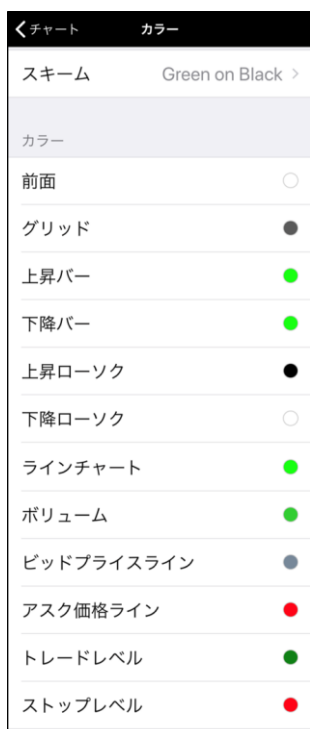 チャート カラー
スキーム Green on Black
カラー
前面
グリッド
上昇バー
下降バー
上昇ローソク
下降ローソク
ラインチャート
ボリューム
ビッドプライスライン
アスク価格ライン
トレードレベル
ストップレベル